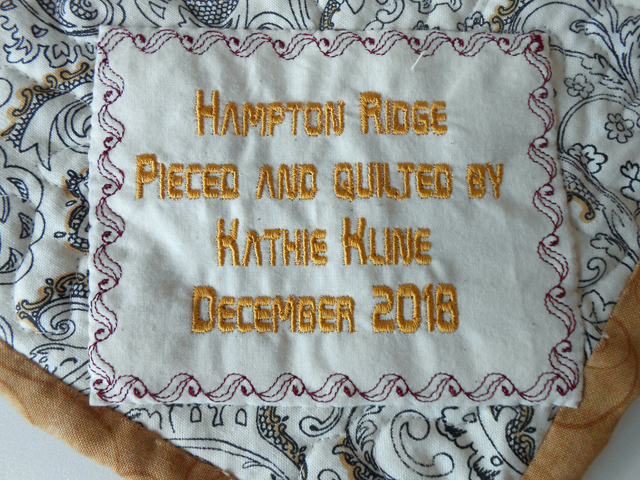 Hampton Ridge
Pieced and quilted by
Kathie Kline
December 2018